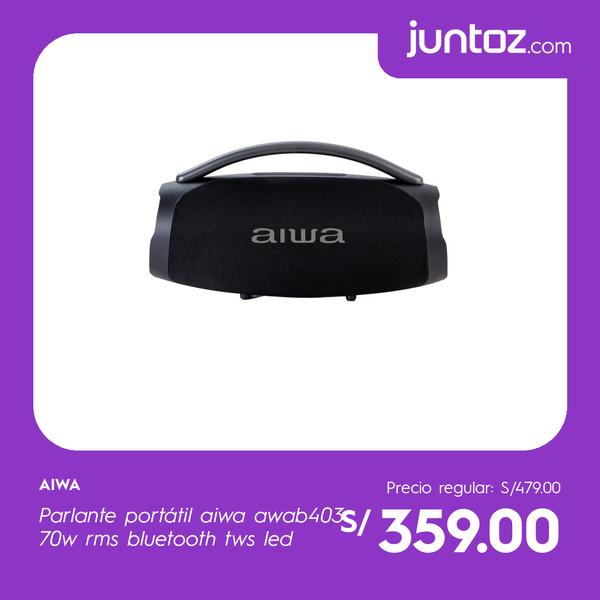 juntoz.com
aiwa
AIWA
Precio regular: S/479.00
Parlante portátil aiwa awab403
70w rms bluetooth tws led
S/ 359.00